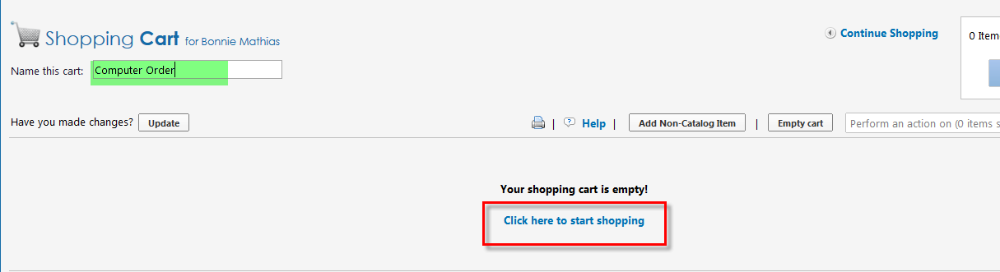 Shopping Cart for Bonnie Mathias
Continue Shopping
0 Item
Name this cart: Computer Order
Have you made changes? Update | Help | Add Non-Catalog Item | Empty cart Perform an action on (0 items s
Your shopping cart is empty!
Click here to start shopping